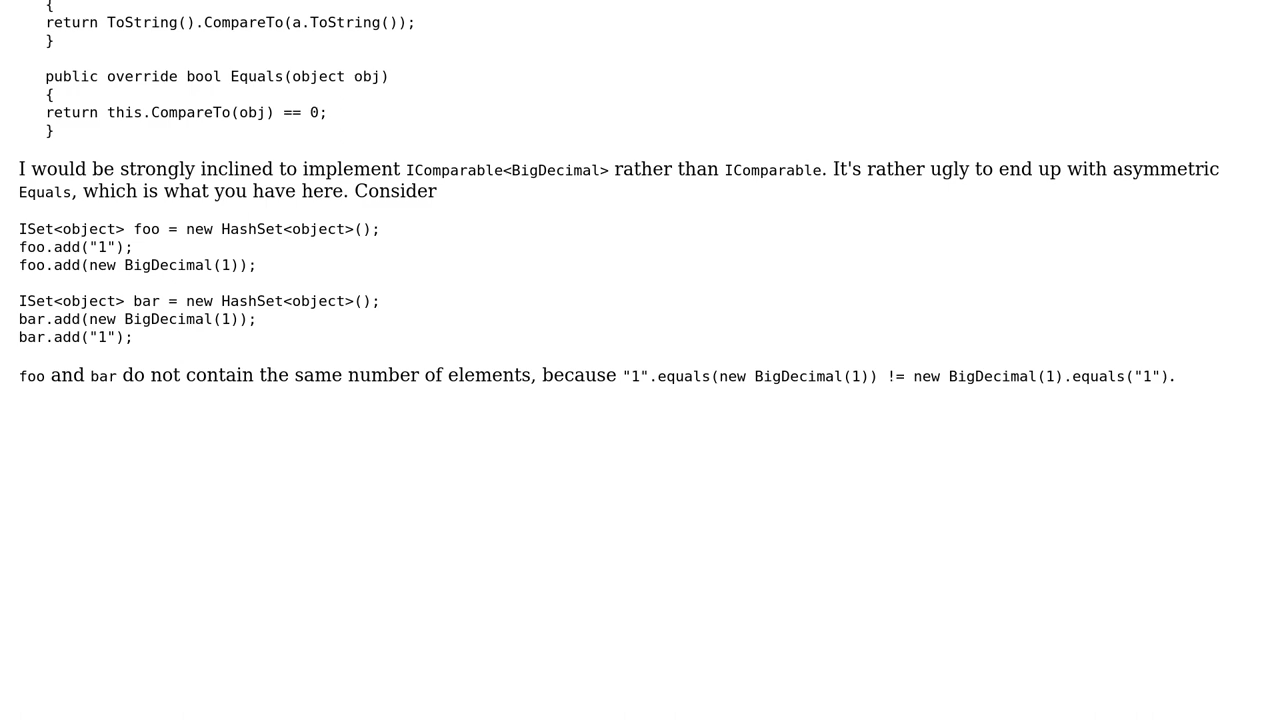 {
return ToString().CompareTo(a.ToString());
}
public override bool Equals(object obj)
{
return this.CompareTo(obj) == 0;
}
I would be strongly inclined to implement IComparable<BigDecimal> rather than IComparable. It's rather ugly to end up with asymmetric
Equals, which is what you have here. Consider
ISet<object> foo = new HashSet<object>();
foo.add("1");
foo.add(new BigDecimal(1));
ISet<object> bar = new HashSet<object>();
bar.add(new BigDecimal(1));
bar.add("1");
foo and bar do not contain the same number of elements, because "1".equals(new BigDecimal(1)) != new BigDecimal(1).equals("1").